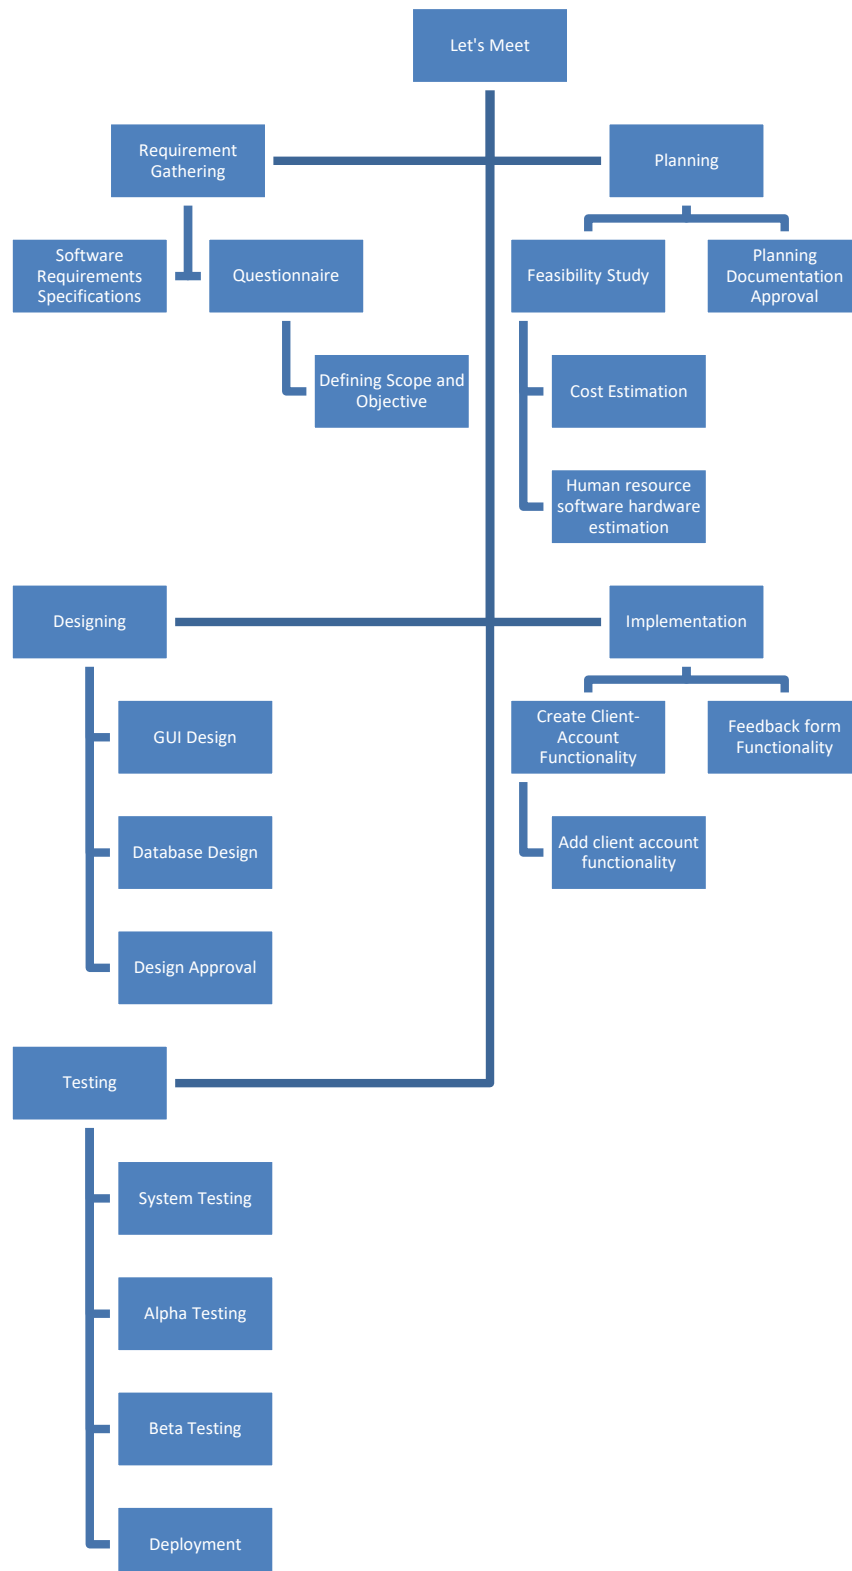 Let's Meet
Requirement
Gathering
Planning
Software
Requirements
Specifications
Questionnaire
Feasibility Study
Planning
Documentation
Approval
Defining Scope and
Objective
Cost Estimation
Human resource
software hardware
estimation
Designing
Implementation
GUI Design
Create Client-
Account
Functionality
Feedback form
Functionality
Database Design
Add client account
functionality
Design Approval
Testing
System Testing
Alpha Testing
Beta Testing
Deployment